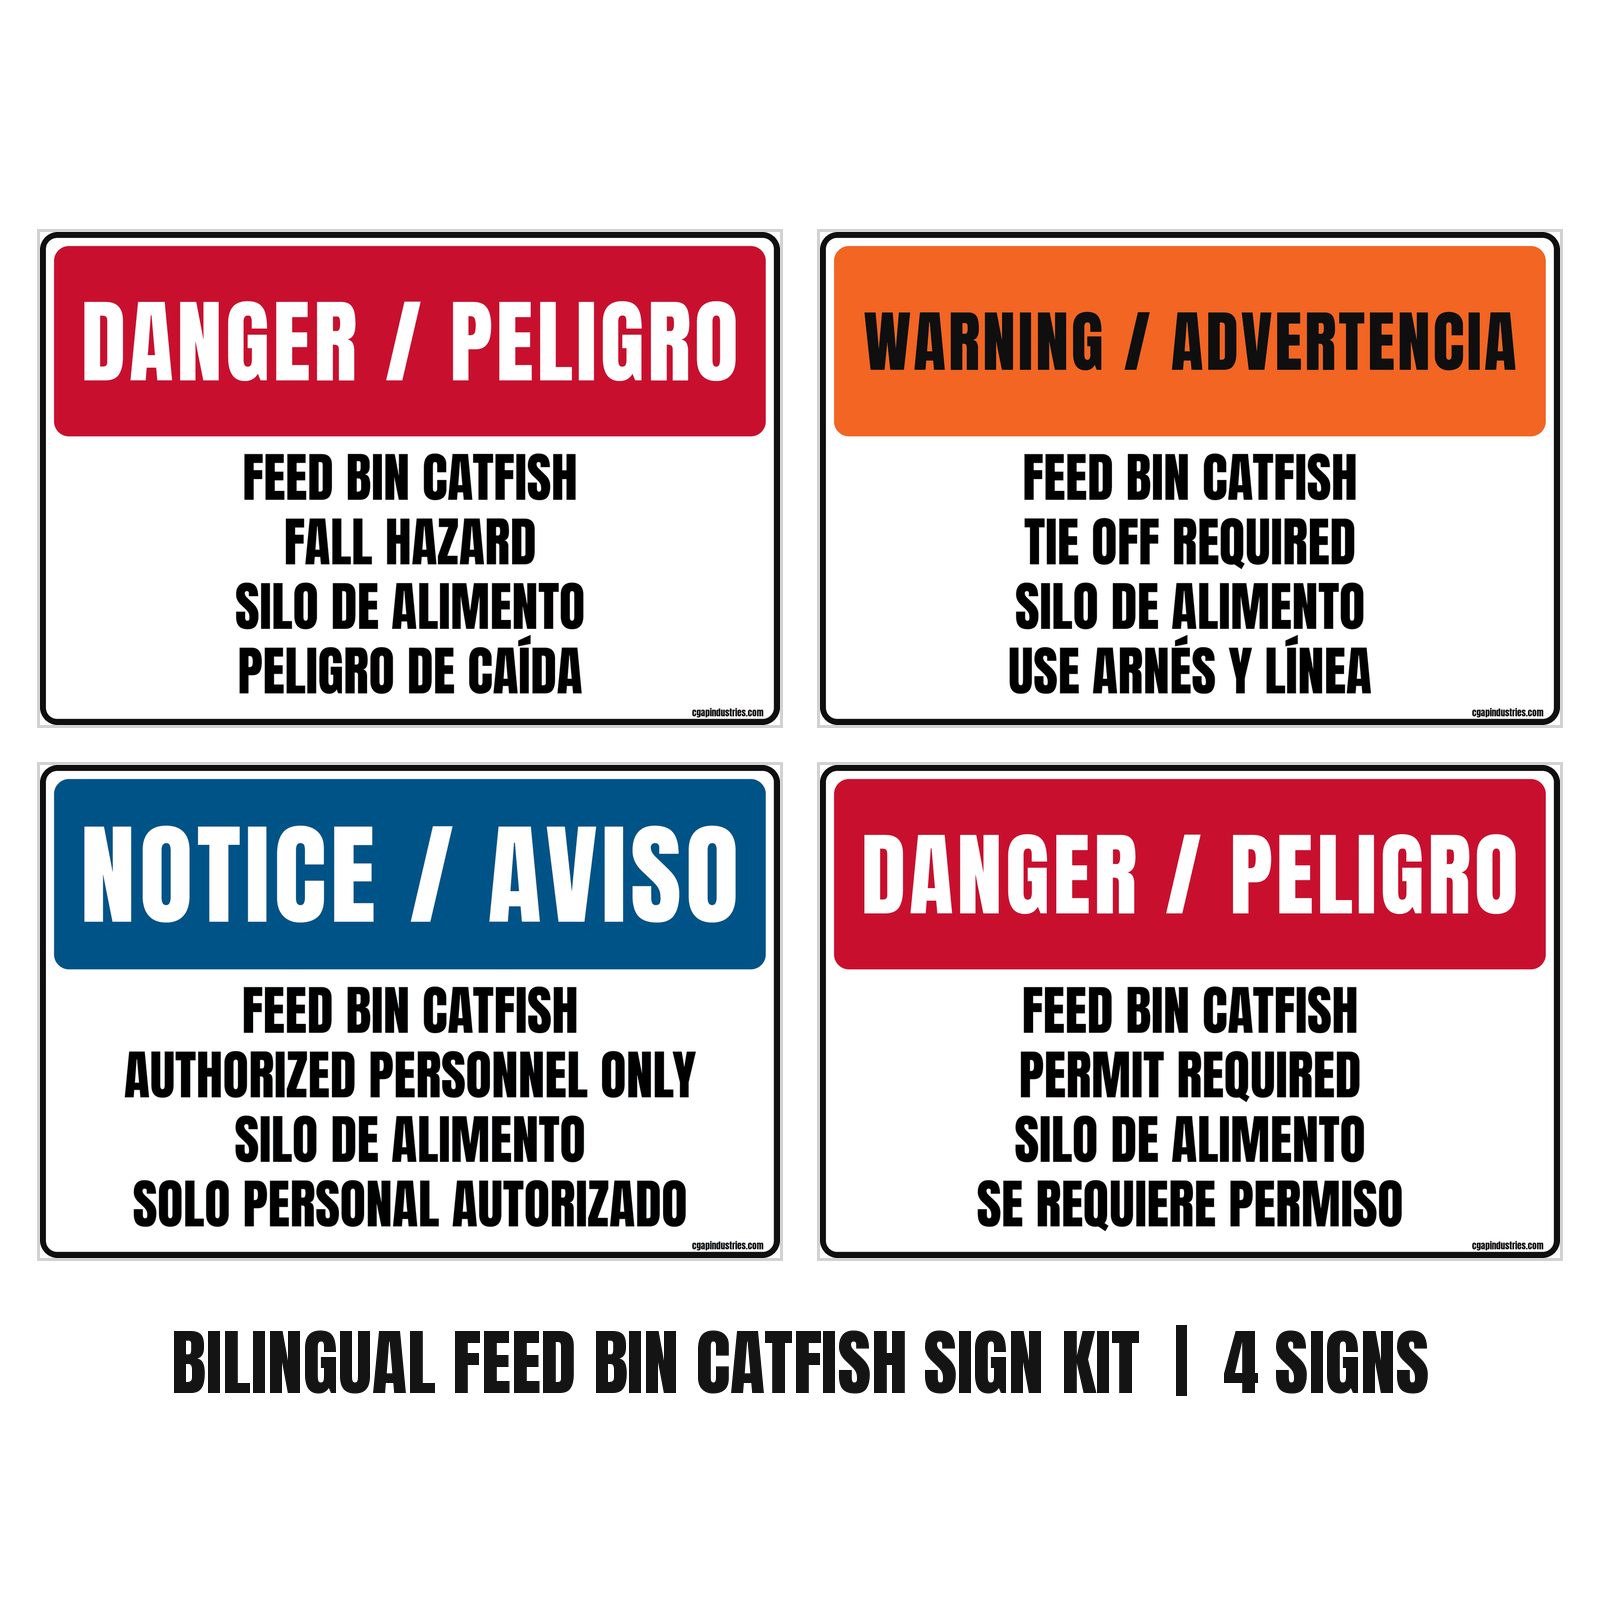 DANGER / PELIGRO
FEED BIN CATFISH
FALL HAZARD
SILO DE ALIMENTO
PELIGRO DE CAÍDA
cgapindustries.com
WARNING / ADVERTENCIA
FEED BIN CATFISH
TIE OFF REQUIRED
SILO DE ALIMENTO
USE ARNÉS Y LÍNEA
cgapindustries.com
NOTICE / AVISO
FEED BIN CATFISH
AUTHORIZED PERSONNEL ONLY
SILO DE ALIMENTO
SOLO PERSONAL AUTORIZADO
cgapindustries.com
DANGER / PELIGRO
FEED BIN CATFISH
PERMIT REQUIRED
SILO DE ALIMENTO
SE REQUIERE PERMISO
cgapindustries.com
BILINGUAL FEED BIN CATFISH SIGN KIT | 4 SIGNS